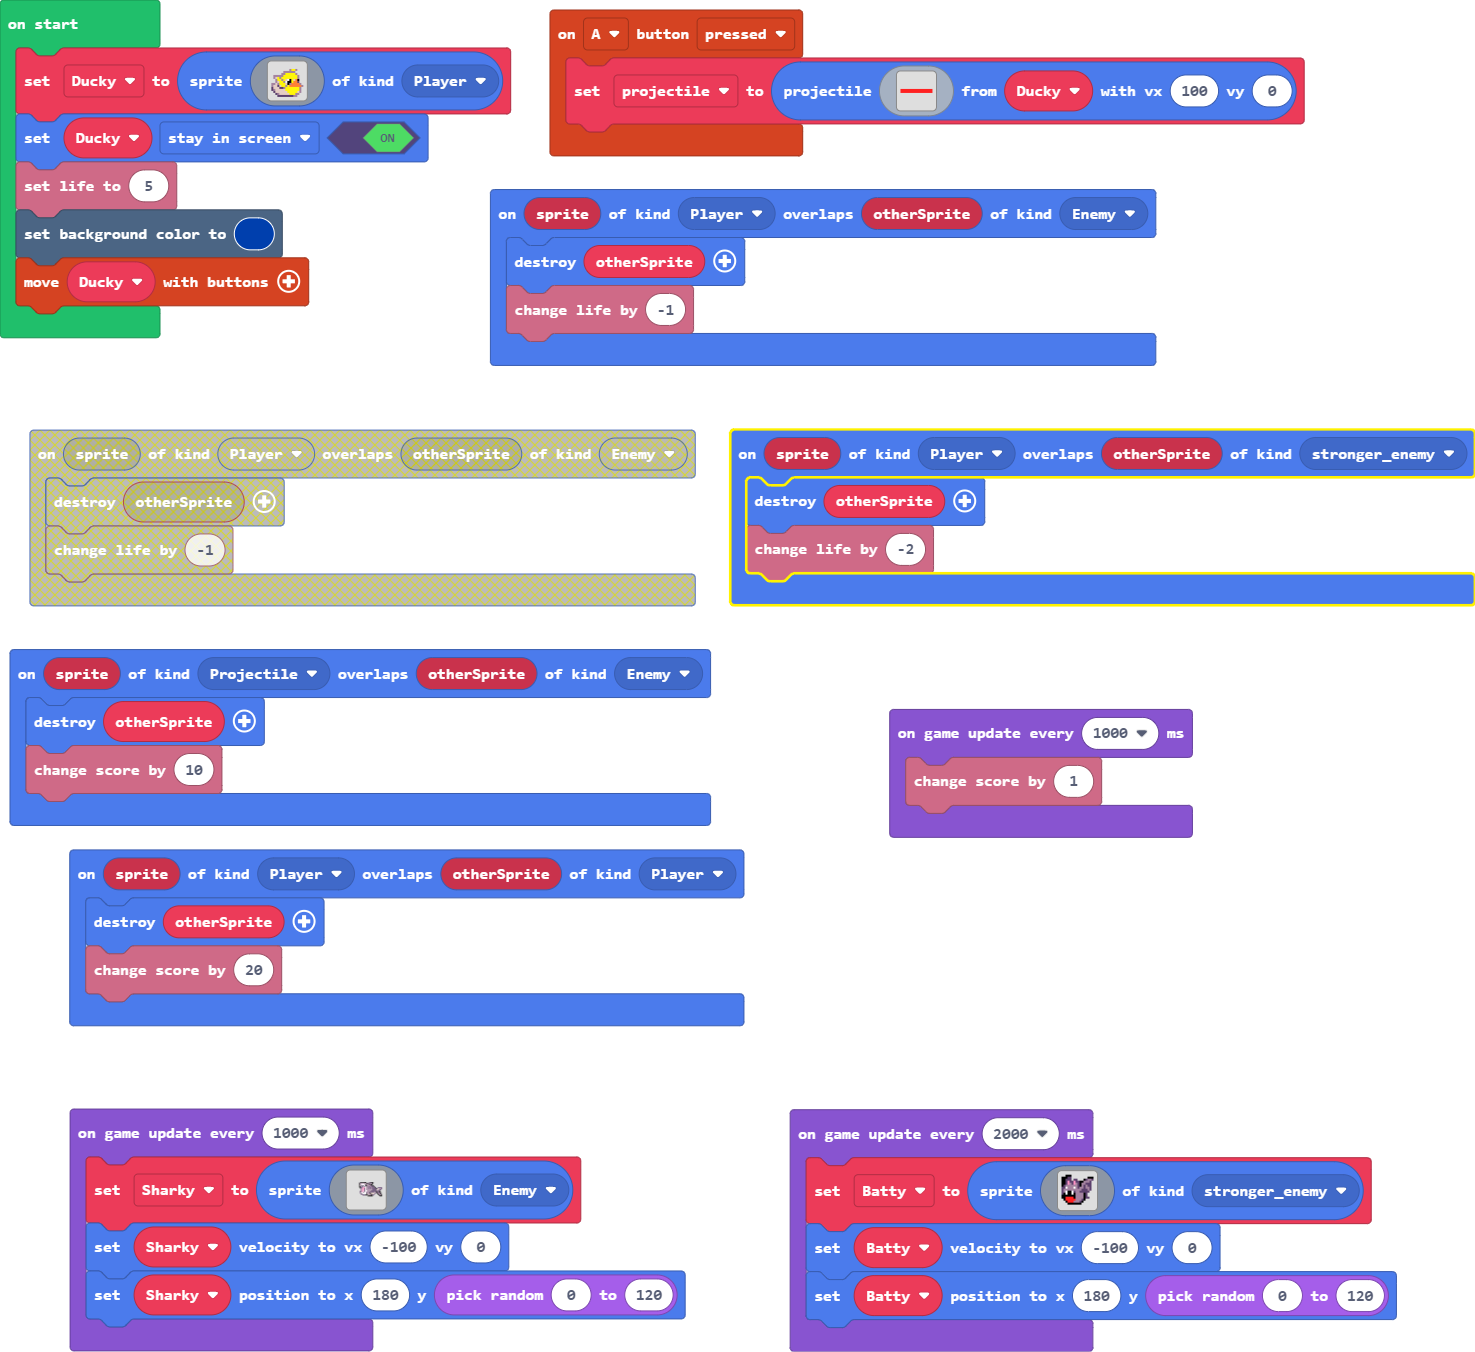 on start
set Ducky to sprite of kind Player
set Ducky stay in screen ON
set life to 5
set background color to
move Ducky with buttons
on A button pressed
set projectile to projectile from Ducky with vx 100 vy 0
on sprite of kind Player overlaps otherSprite of kind Enemy
destroy otherSprite
change life by -1
on sprite of kind Player overlaps otherSprite of kind Enemy
destroy otherSprite
change life by -1
on sprite of kind Player overlaps otherSprite of kind stronger_enemy
destroy otherSprite
change life by -2
on sprite of kind Projectile overlaps otherSprite of kind Enemy
destroy otherSprite
change score by 10
on game update every 1000 ms
change score by 1
on sprite of kind Player overlaps otherSprite of kind Player
destroy otherSprite
change score by 20
on game update every 1000 ms
set Sharky to sprite of kind Enemy
set Sharky velocity to vx -100 vy 0
set Sharky position to x 180 y pick random 0 to 120
on game update every 2000 ms
set Batty to sprite of kind stronger_enemy
set Batty velocity to vx -100 vy 0
set Batty position to x 180 y pick random 0 to 120